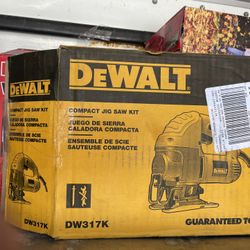 DEWALT
COMPACT JIG SAW KIT
JUEGO DE SIERRA
CALADORA COMPACTA
ENSEMBLE DE SCIE
SAUTEUSE COMPACTE
DW317K
DEWALT
GUARANTEED TO
DW317K